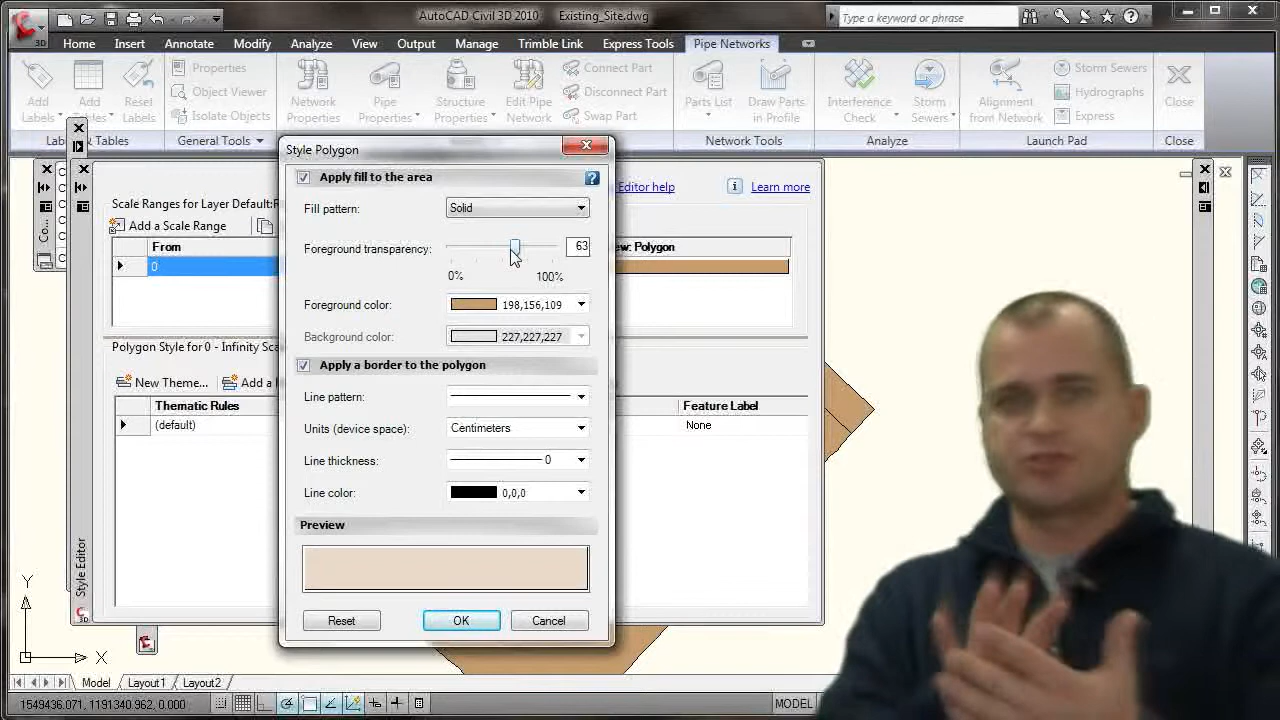 AutoCAD Civil 3D 2010 Existing_Site.dwg
Type a keyword or phrase
3D
Home Insert Annotate Modify Analyze View Output Manage Trimble Link Express Tools Pipe Networks
Add Labels
Add Tables
Reset Labels
Properties
Object Viewer
Isolate Objects
Network Properties
Pipe Properties
Structure Properties
Edit Pipe Network
Connect Part
Disconnect Part
Swap Part
Parts List
Draw Parts in Profile
Interference Check
Storm Sewers
Alignment from Network
Storm Sewers
Hydrographs
Express
Close
& Tables
General Tools
Network Tools
Analyze
Launch Pad
Close
Style Polygon
Apply fill to the area
Fill pattern: Solid
Foreground transparency: 63
0% 100%
Foreground color: 198,156,109
Background color: 227,227,227
Apply a border to the polygon
Line pattern:
Units (device space): Centimeters
Line thickness: 0
Line color: 0,0,0
Preview
Reset OK Cancel
Editor help Learn more
Scale Ranges for Layer Default:
Add a Scale Range
From
0
Polygon
Polygon Style for 0 - Infinity Sca
New Theme... Add a
Thematic Rules Feature Label
(default) None
Style Editor
Co...
Y
X
Model Layout1 Layout2
1549436.071, 1191340.962, 0.000
MODEL